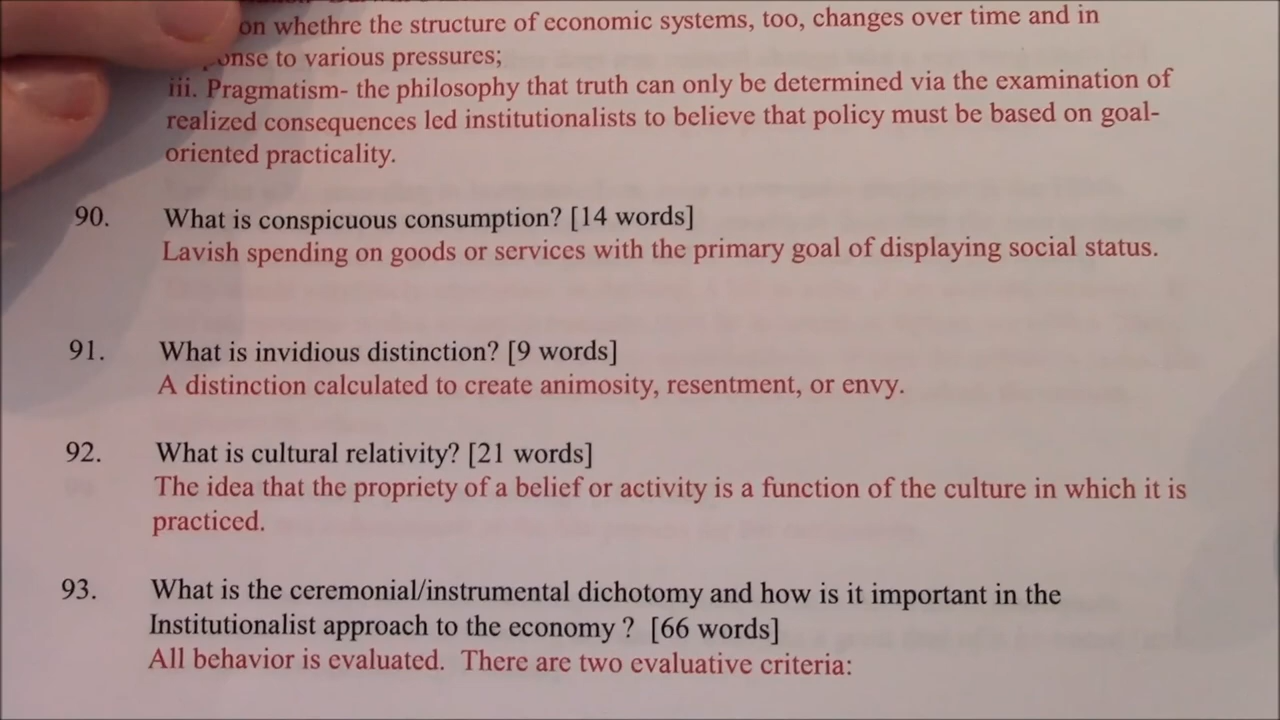 on whethre the structure of economic systems, too, changes over time and in
onse to various pressures;
iii. Pragmatism- the philosophy that truth can only be determined via the examination of
realized consequences led institutionalists to believe that policy must be based on goal-
oriented practicality.
90. What is conspicuous consumption? [14 words]
Lavish spending on goods or services with the primary goal of displaying social status.
91. What is invidious distinction? [9 words]
A distinction calculated to create animosity, resentment, or envy.
92. What is cultural relativity? [21 words]
The idea that the propriety of a belief or activity is a function of the culture in which it is
practiced.
93. What is the ceremonial/instrumental dichotomy and how is it important in the
Institutionalist approach to the economy ? [66 words]
All behavior is evaluated. There are two evaluative criteria: